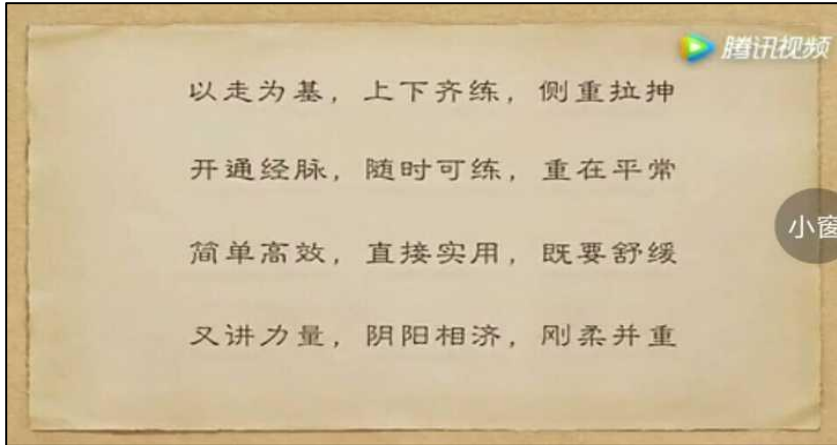 腾讯视频
以走为基，上下齐练，侧重拉抻
开通经脉，随时可练，重在平常
小窗
简单高效，直接实用，既要舒缓
又讲力量，阴阳相济，刚柔并重